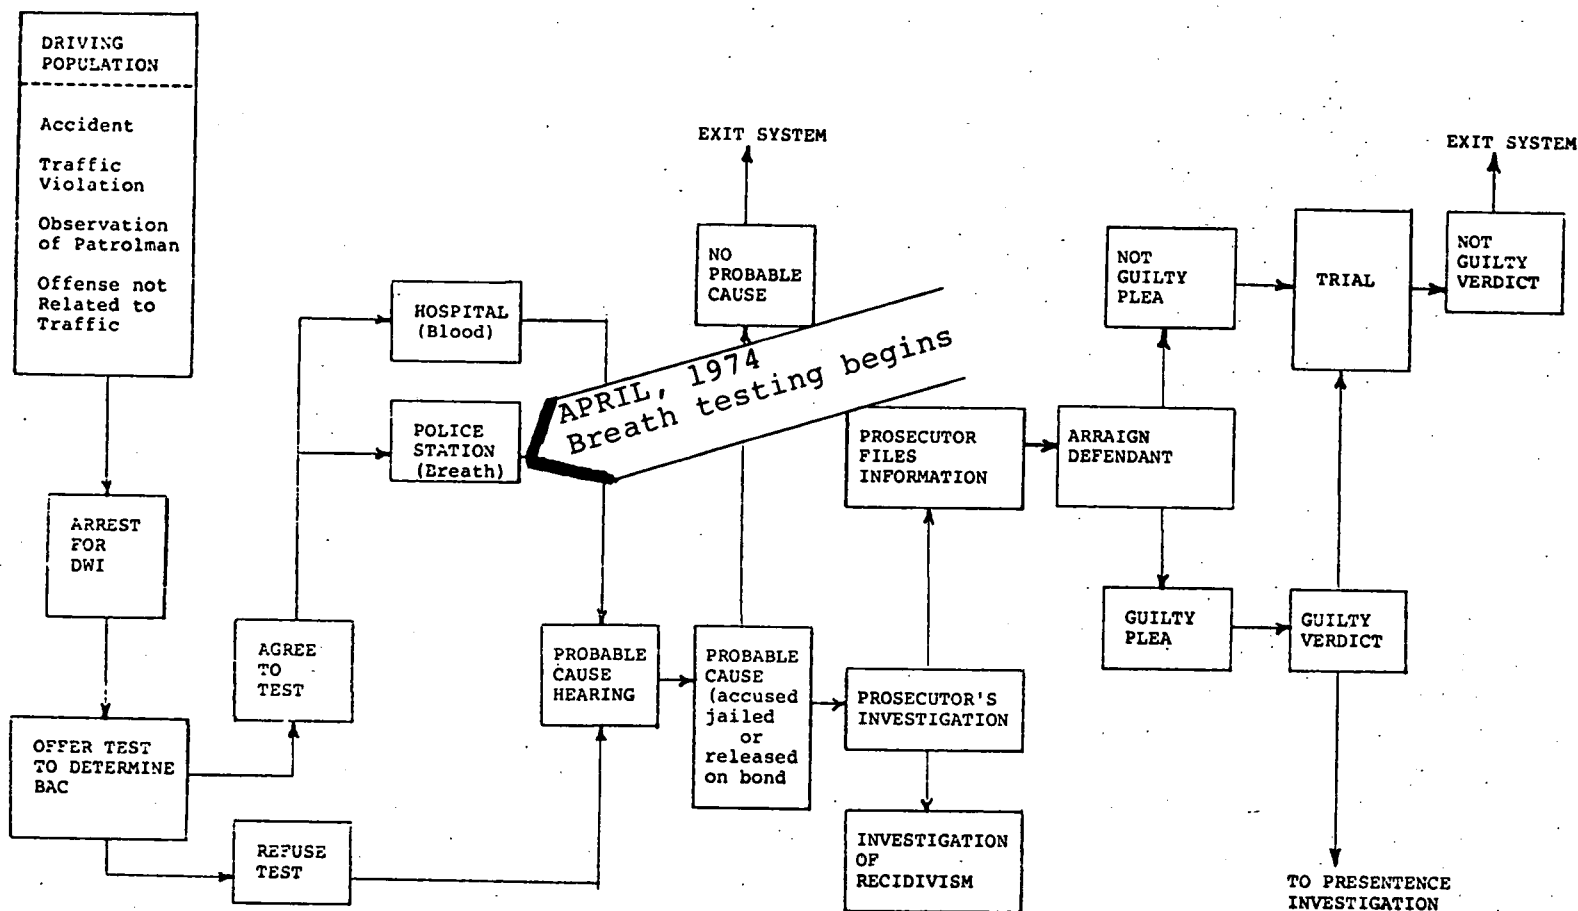 DRIVING
POPULATION
Accident
Traffic
Violation
Observation
of Patrolman
Offense not
Related to
Traffic
ARREST
FOR
DWI
OFFER TEST
TO DETERMINE
BAC
AGREE
TO
TEST
REFUSE
TEST
HOSPITAL
(Blood)
POLICE
STATION
(Breath)
APRIL, 1974
Breath testing begins
PROBABLE
CAUSE
HEARING
EXIT SYSTEM
NO
PROBABLE
CAUSE
PROBABLE
CAUSE
(accused
jailed
or
released
on bond
PROSECUTOR
FILES
INFORMATION
PROSECUTOR'S
INVESTIGATION
INVESTIGATION
OF
RECIDIVISM
ARRAIGN
DEFENDANT
NOT
GUILTY
PLEA
GUILTY
PLEA
TRIAL
GUILTY
VERDICT
EXIT SYSTEM
NOT
GUILTY
VERDICT
TO PRESENTENCE
INVESTIGATION